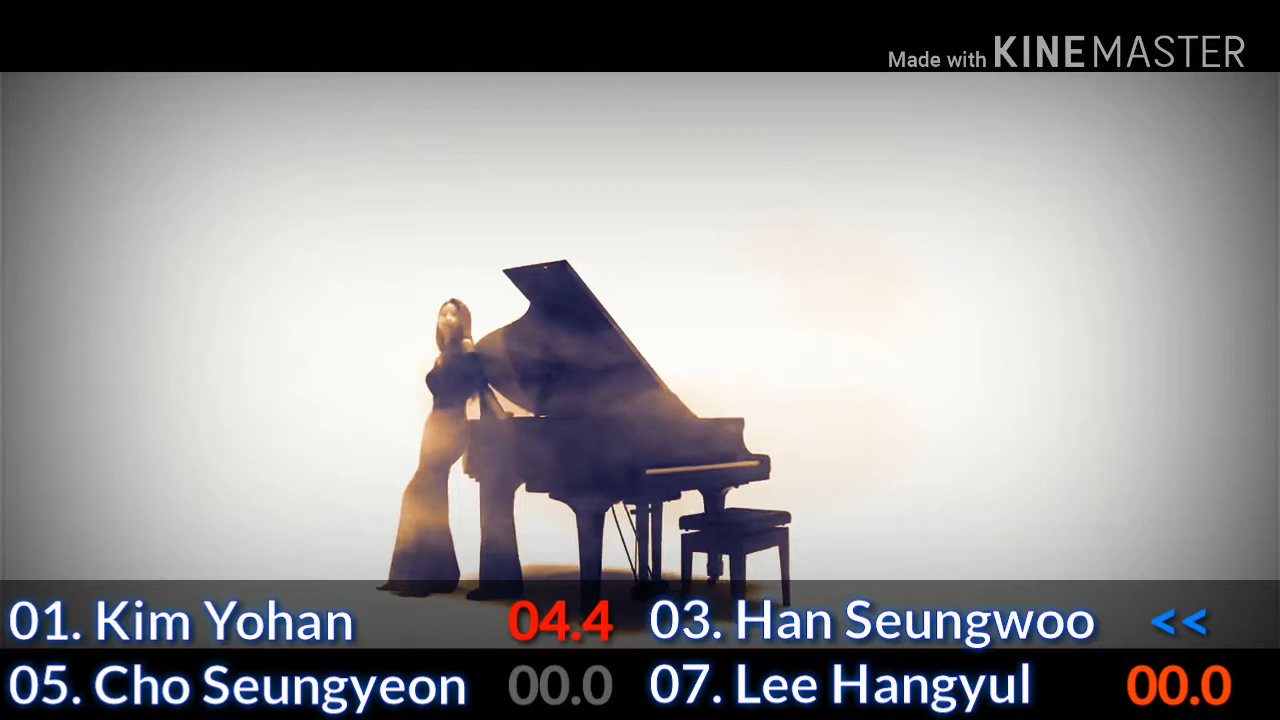 Made with KINEMASTER
01. Kim Yohan 04.4 03. Han Seungwoo <<
05. Cho Seungyeon 00.0 07. Lee Hangyul 00.0